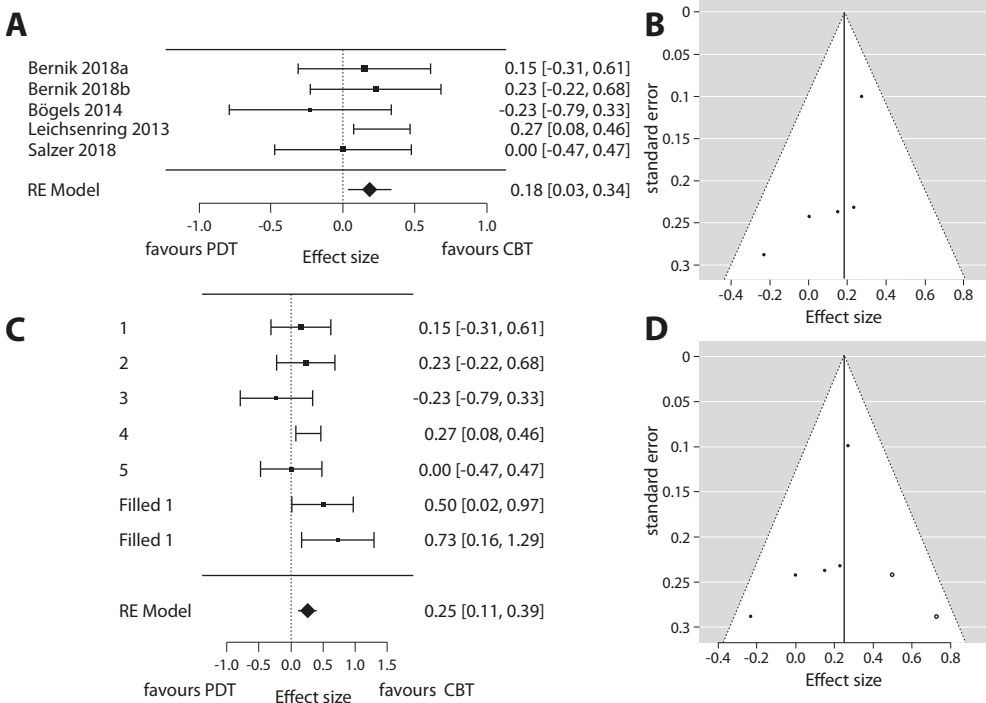 A
Bernik 2018a 0.15 [-0.31, 0.61]
Bernik 2018b 0.23 [-0.22, 0.68]
Bögels 2014 -0.23 [-0.79, 0.33]
Leichsenring 2013 0.27 [0.08, 0.46]
Salzer 2018 0.00 [-0.47, 0.47]
RE Model 0.18 [0.03, 0.34]
-1.0 -0.5 0.0 0.5 1.0
favours PDT Effect size favours CBT
B
0
0.05
0.1
0.15
0.2
0.25
0.3
standard error
-0.4 -0.2 0.0 0.2 0.4 0.6 0.8
Effect size
C
1 0.15 [-0.31, 0.61]
2 0.23 [-0.22, 0.68]
3 -0.23 [-0.79, 0.33]
4 0.27 [0.08, 0.46]
5 0.00 [-0.47, 0.47]
Filled 1 0.50 [0.02, 0.97]
Filled 1 0.73 [0.16, 1.29]
RE Model 0.25 [0.11, 0.39]
-1.0 0.0 0.5 1.0 1.5
favours PDT Effect size favours CBT
D
0
0.05
0.1
0.15
0.2
0.25
0.3
standard error
-0.4 -0.2 0.0 0.2 0.4 0.6 0.8
Effect size